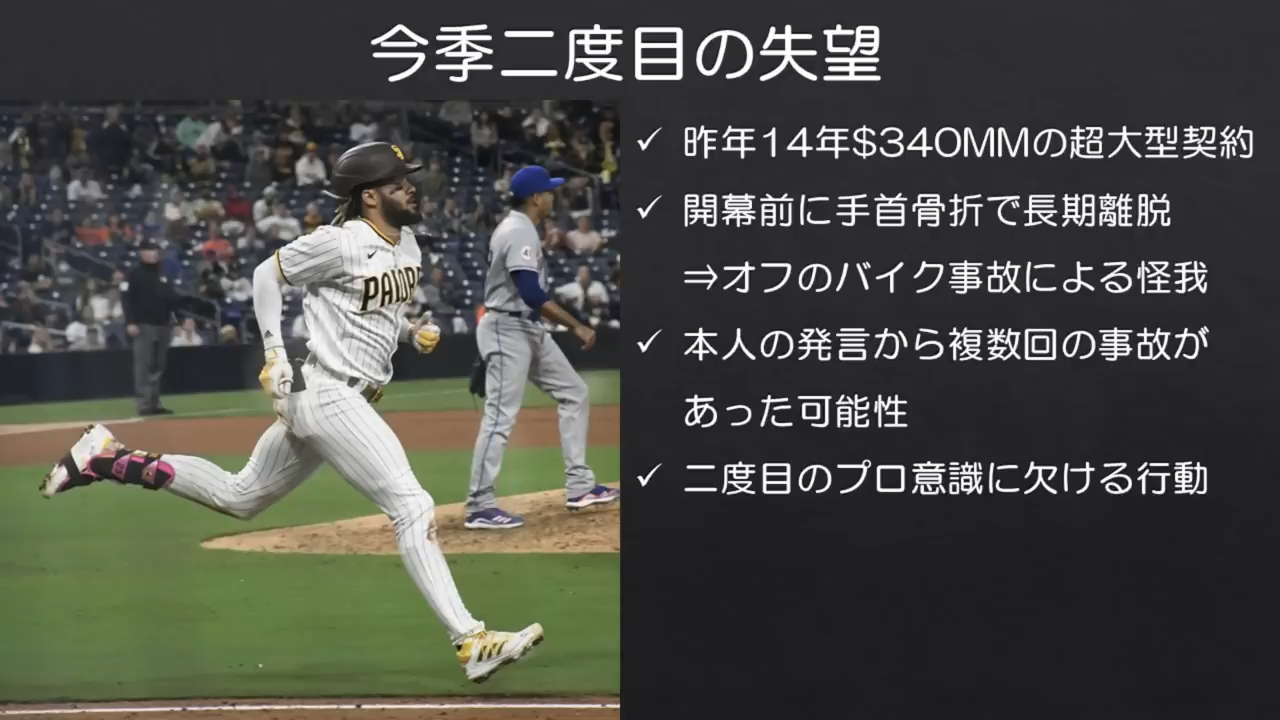 今季二度目の失望
✓ 昨年14年$340MMの超大型契約
✓ 開幕前に手首骨折で長期離脱
⇒オフのバイク事故による怪我
✓ 本人の発言から複数回の事故が
あった可能性
✓ 二度目のプロ意識に欠ける行動